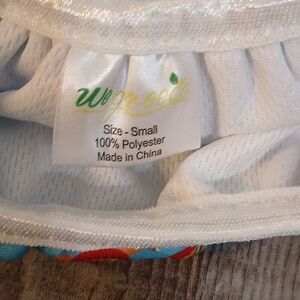 wegreeco
Size - Small
100% Polyester
Made in China